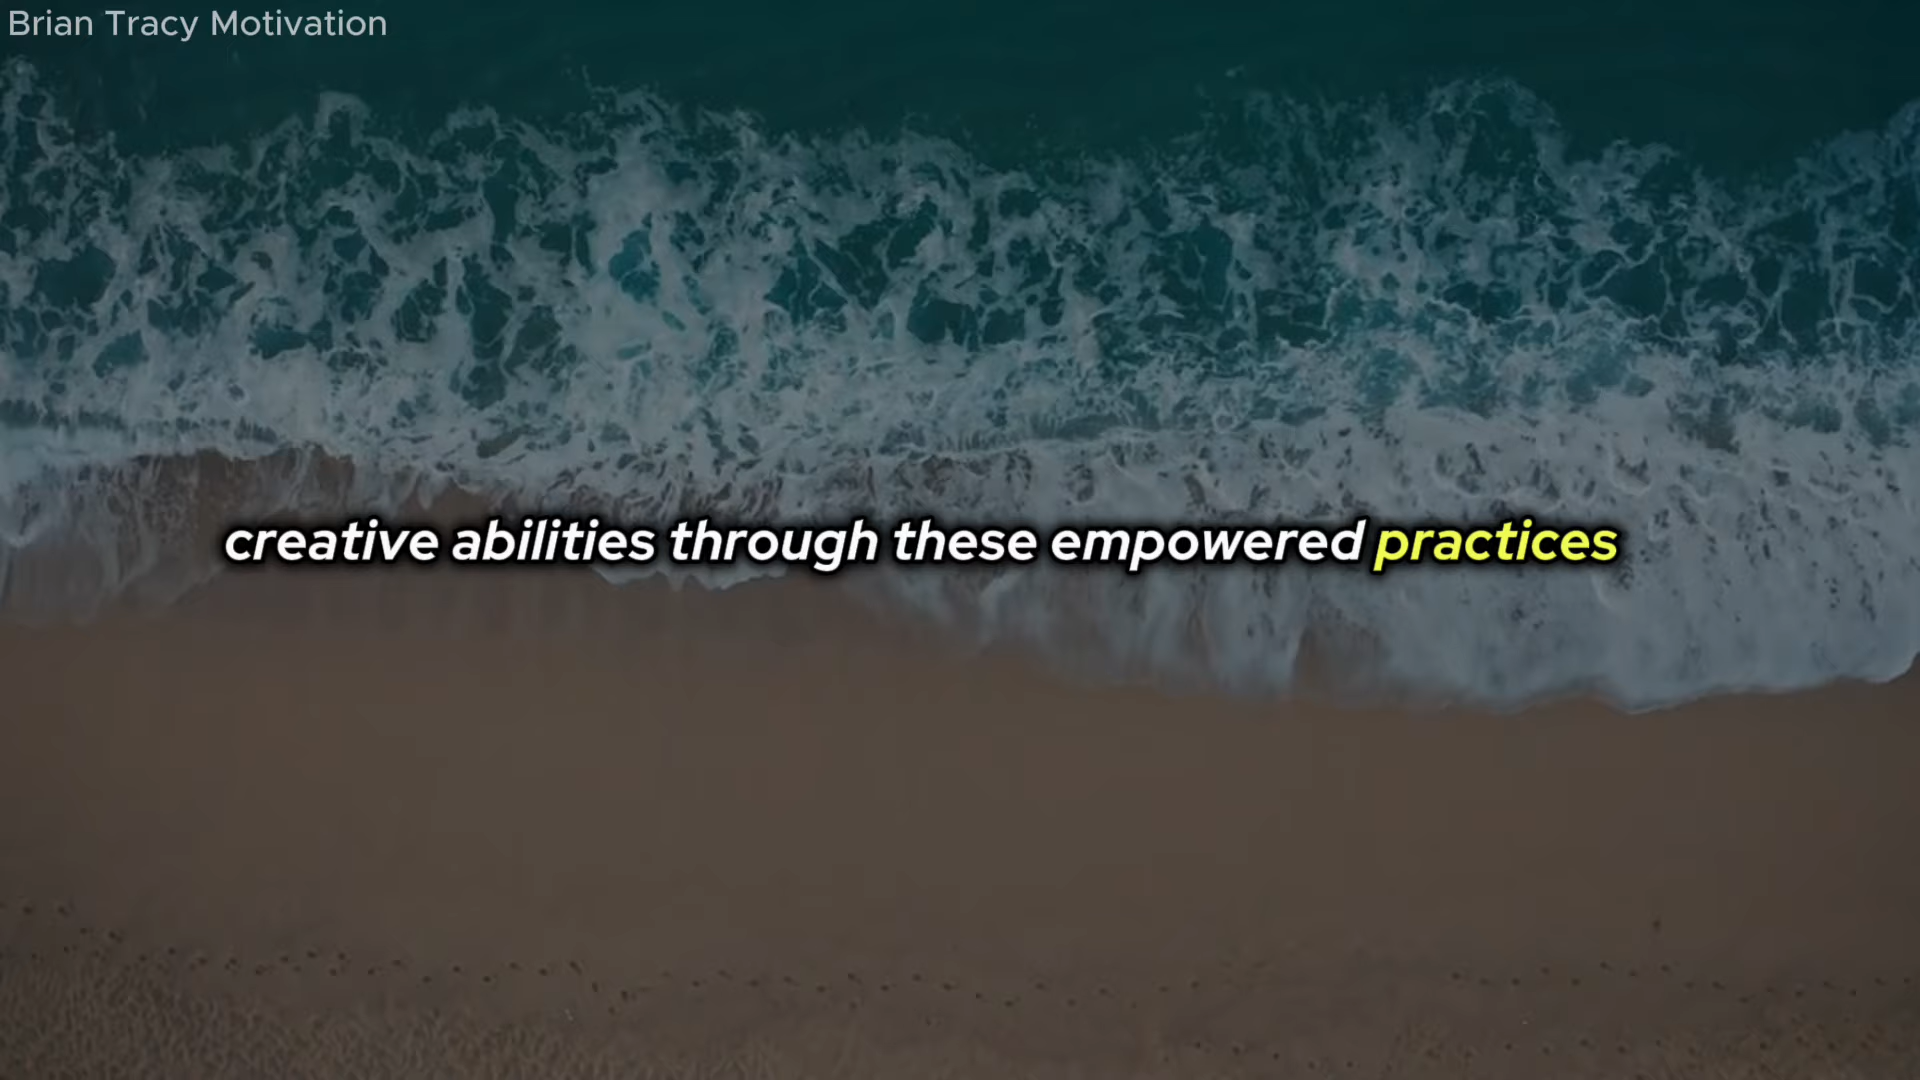 Brian Tracy Motivation
creative abilities through these empowered practices